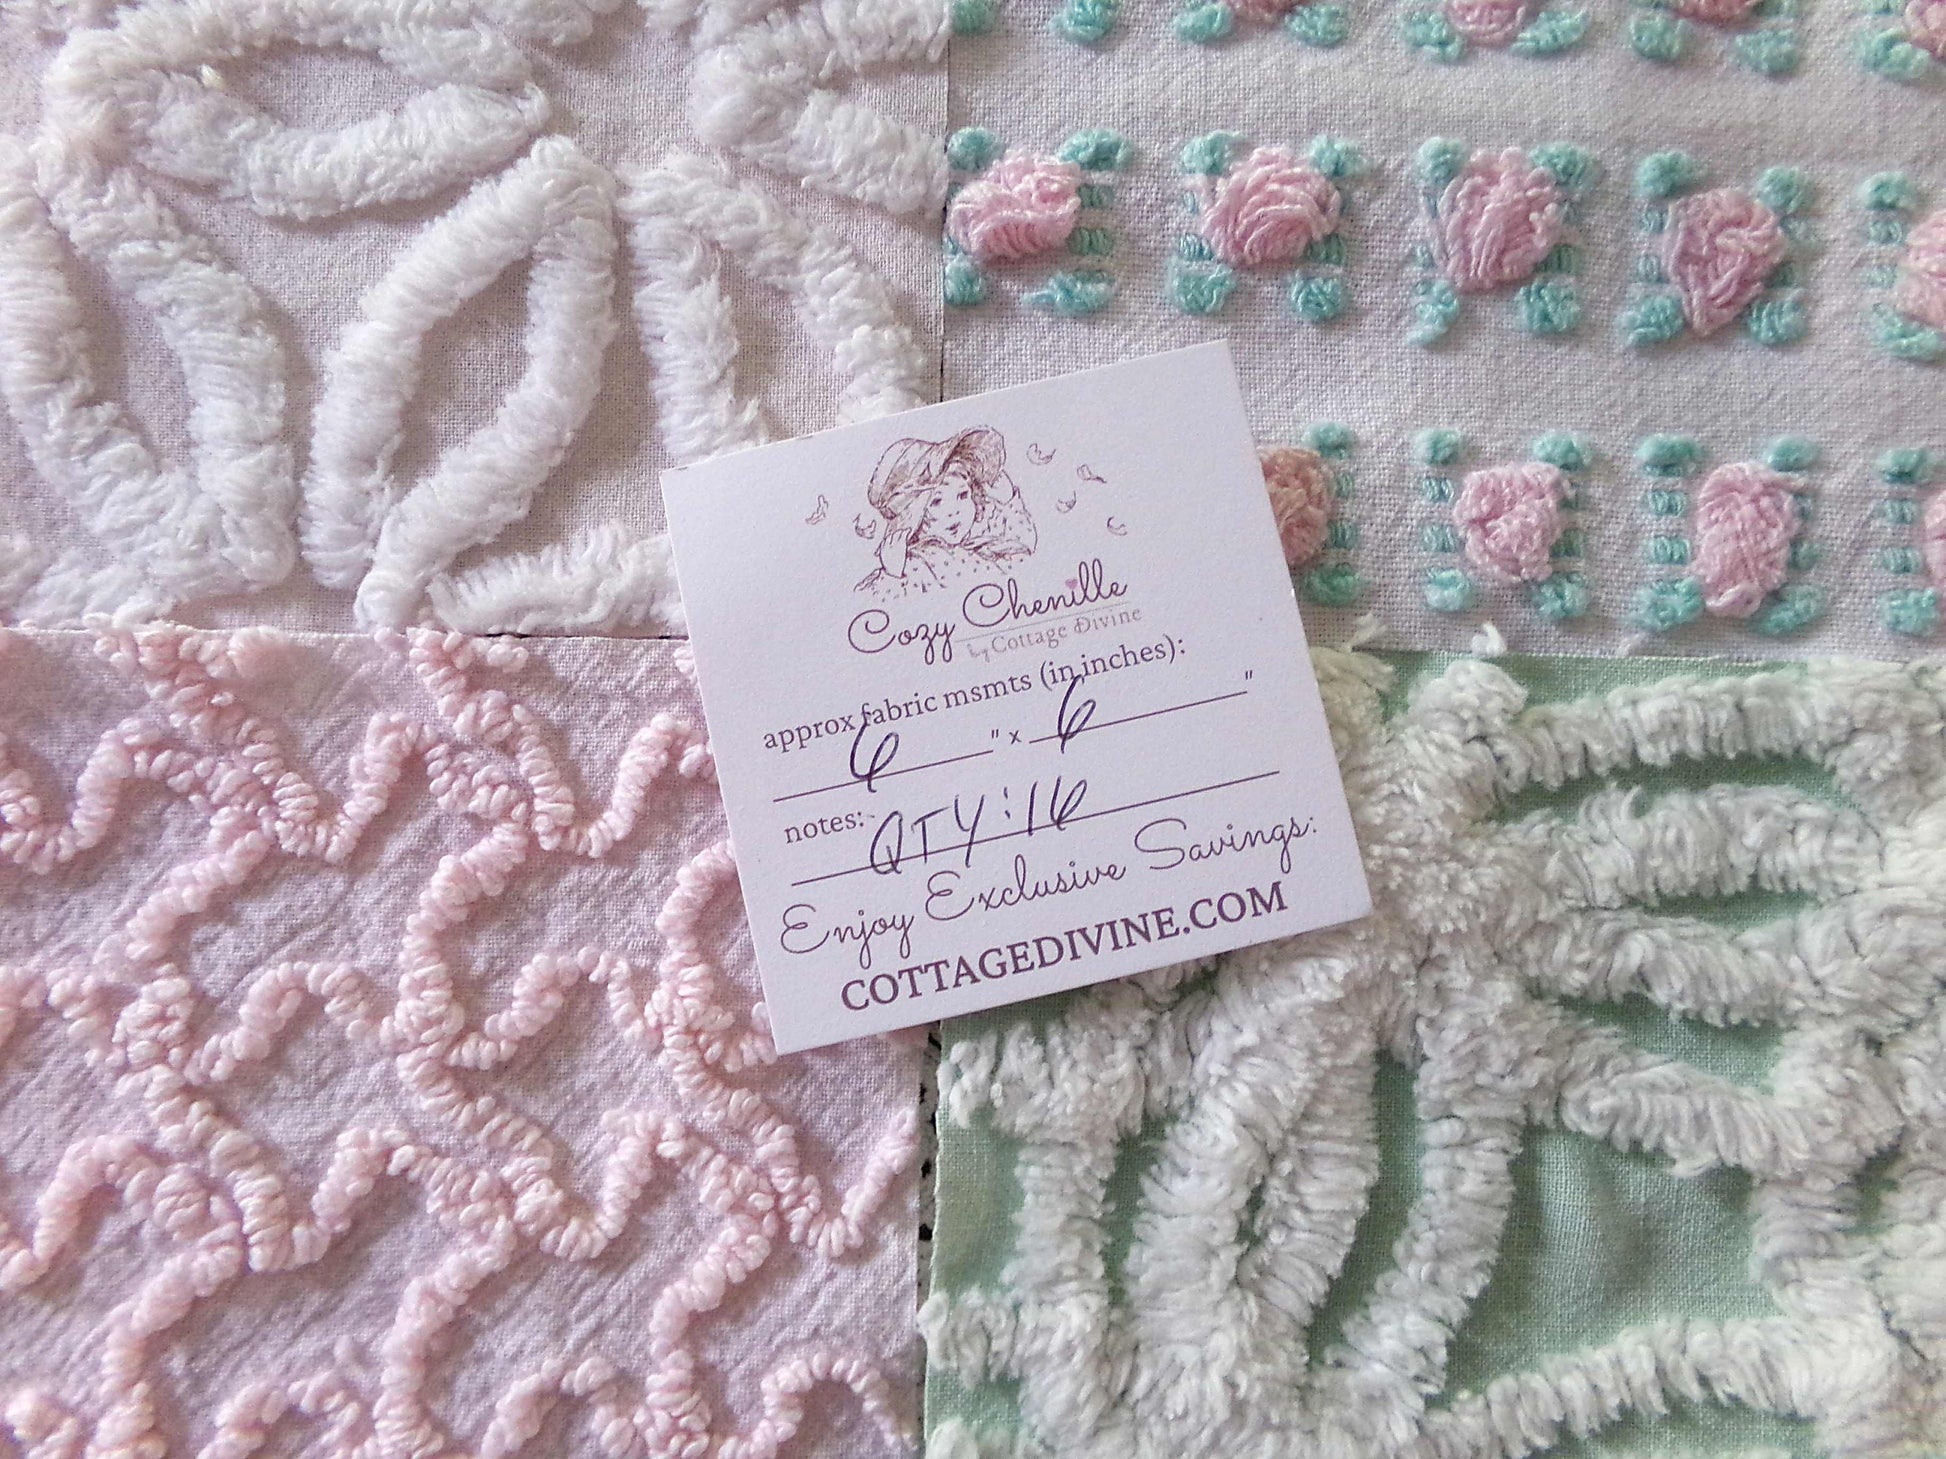 Cozy Chenille
by Cottage Divine
approx fabric msmts (in inches):
6 " x 6 "
notes: QTY: 16
Enjoy Exclusive Savings:
COTTAGEDIVINE.COM